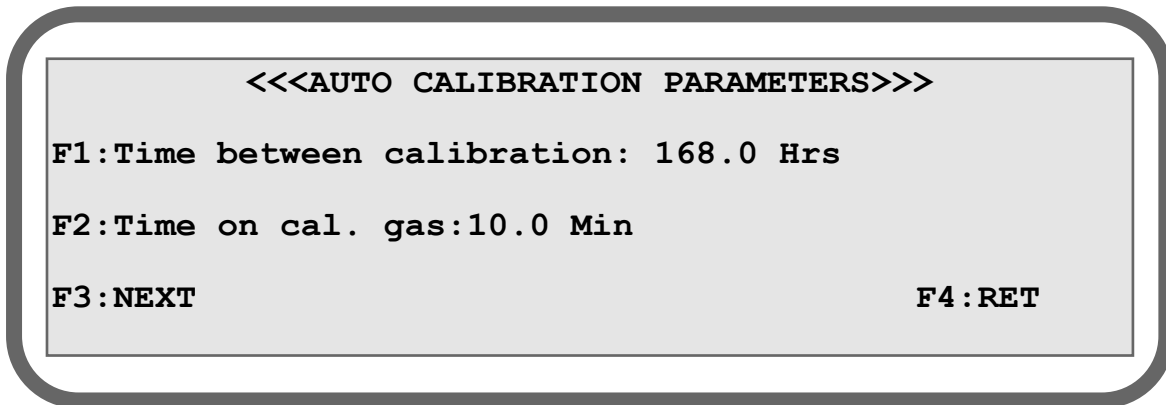 <<<AUTO CALIBRATION PARAMETERS>>>
F1:Time between calibration: 168.0 Hrs
F2:Time on cal. gas:10.0 Min
F3:NEXT F4:RET